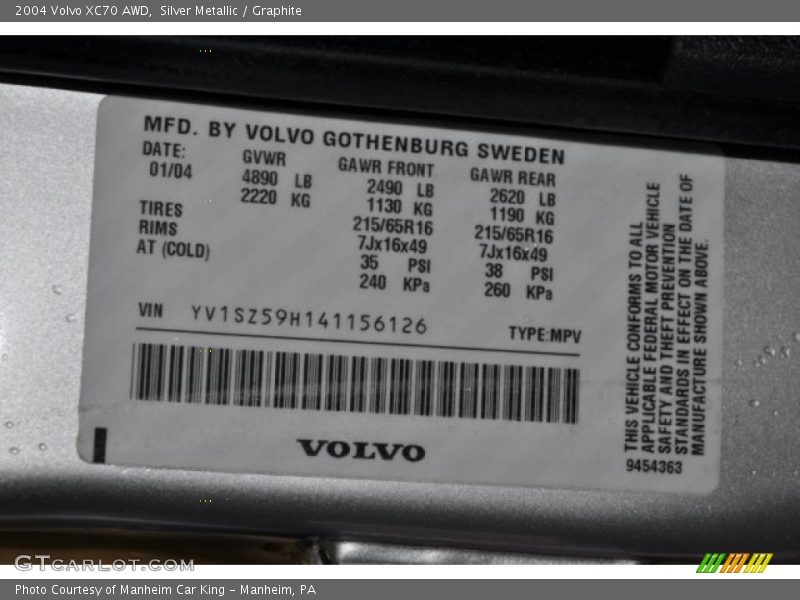 2004 Volvo XC70 AWD, Silver Metallic / Graphite
MFD. BY VOLVO GOTHENBURG SWEDEN
DATE: GVWR GAWR FRONT GAWR REAR
01/04 4890 LB 2490 LB 2620 LB
2220 KG 1130 KG 1190 KG
TIRES 215/65R16 215/65R16
RIMS 7Jx16x49 7Jx16x49
AT (COLD) 35 PSI 38 PSI
240 KPa 260 KPa
VIN YV1SZ59H141156126 TYPE:MPV
VOLVO
THIS VEHICLE CONFORMS TO ALL
APPLICABLE FEDERAL MOTOR VEHICLE
SAFETY AND THEFT PREVENTION
STANDARDS IN EFFECT ON THE DATE OF
MANUFACTURE SHOWN ABOVE.
9454363
GTCARLOT.COM
Photo Courtesy of Manheim Car King - Manheim, PA